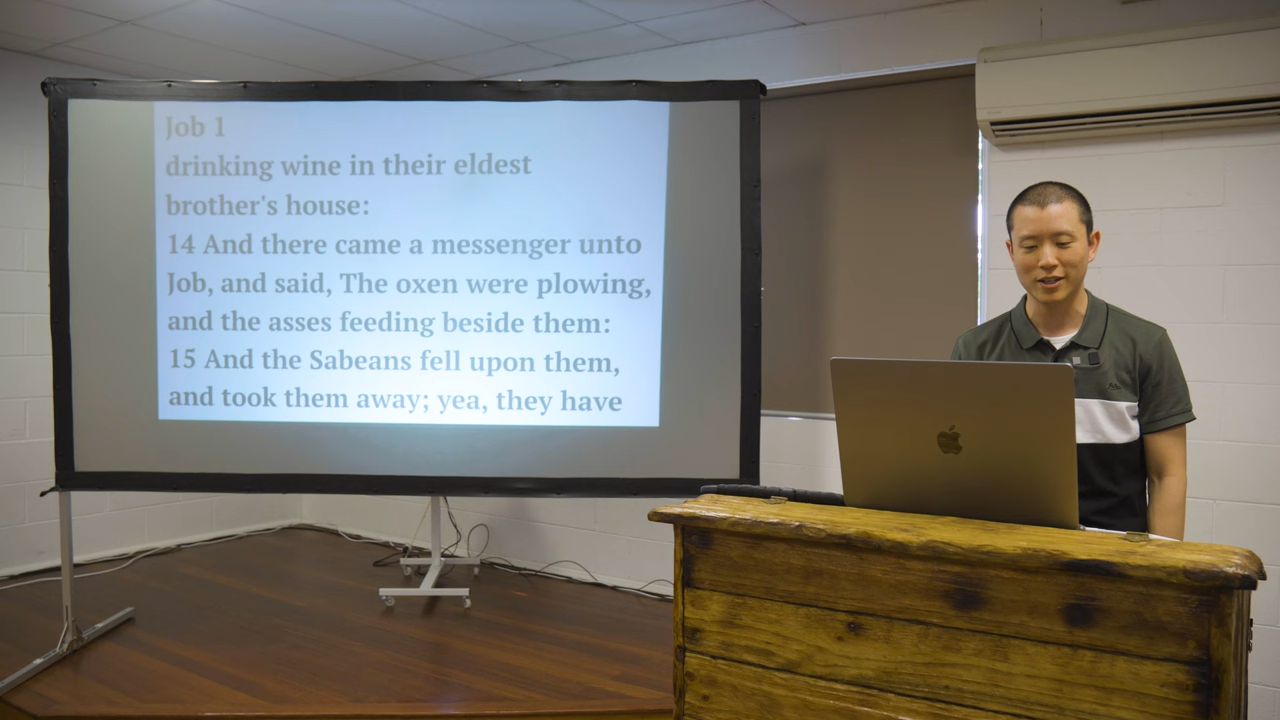 Job 1
drinking wine in their eldest
brother's house:
14 And there came a messenger unto
Job, and said, The oxen were plowing,
and the asses feeding beside them:
15 And the Sabeans fell upon them,
and took them away; yea, they have